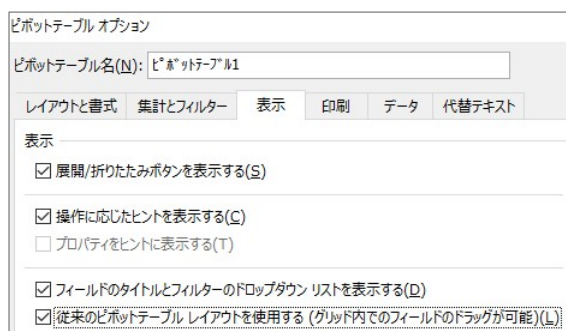 ピボットテーブル オプション
ピボットテーブル名(N): ﾋﾟﾎﾞｯﾄﾃｰﾌﾞﾙ1
レイアウトと書式 集計とフィルター 表示 印刷 データ 代替テキスト
表示
展開/折りたたみボタンを表示する(S)
操作に応じたヒントを表示する(C)
プロパティをヒントに表示する(T)
フィールドのタイトルとフィルターのドロップダウン リストを表示する(D)
従来のピボットテーブル レイアウトを使用する (グリッド内でのフィールドのドラッグが可能)(L)